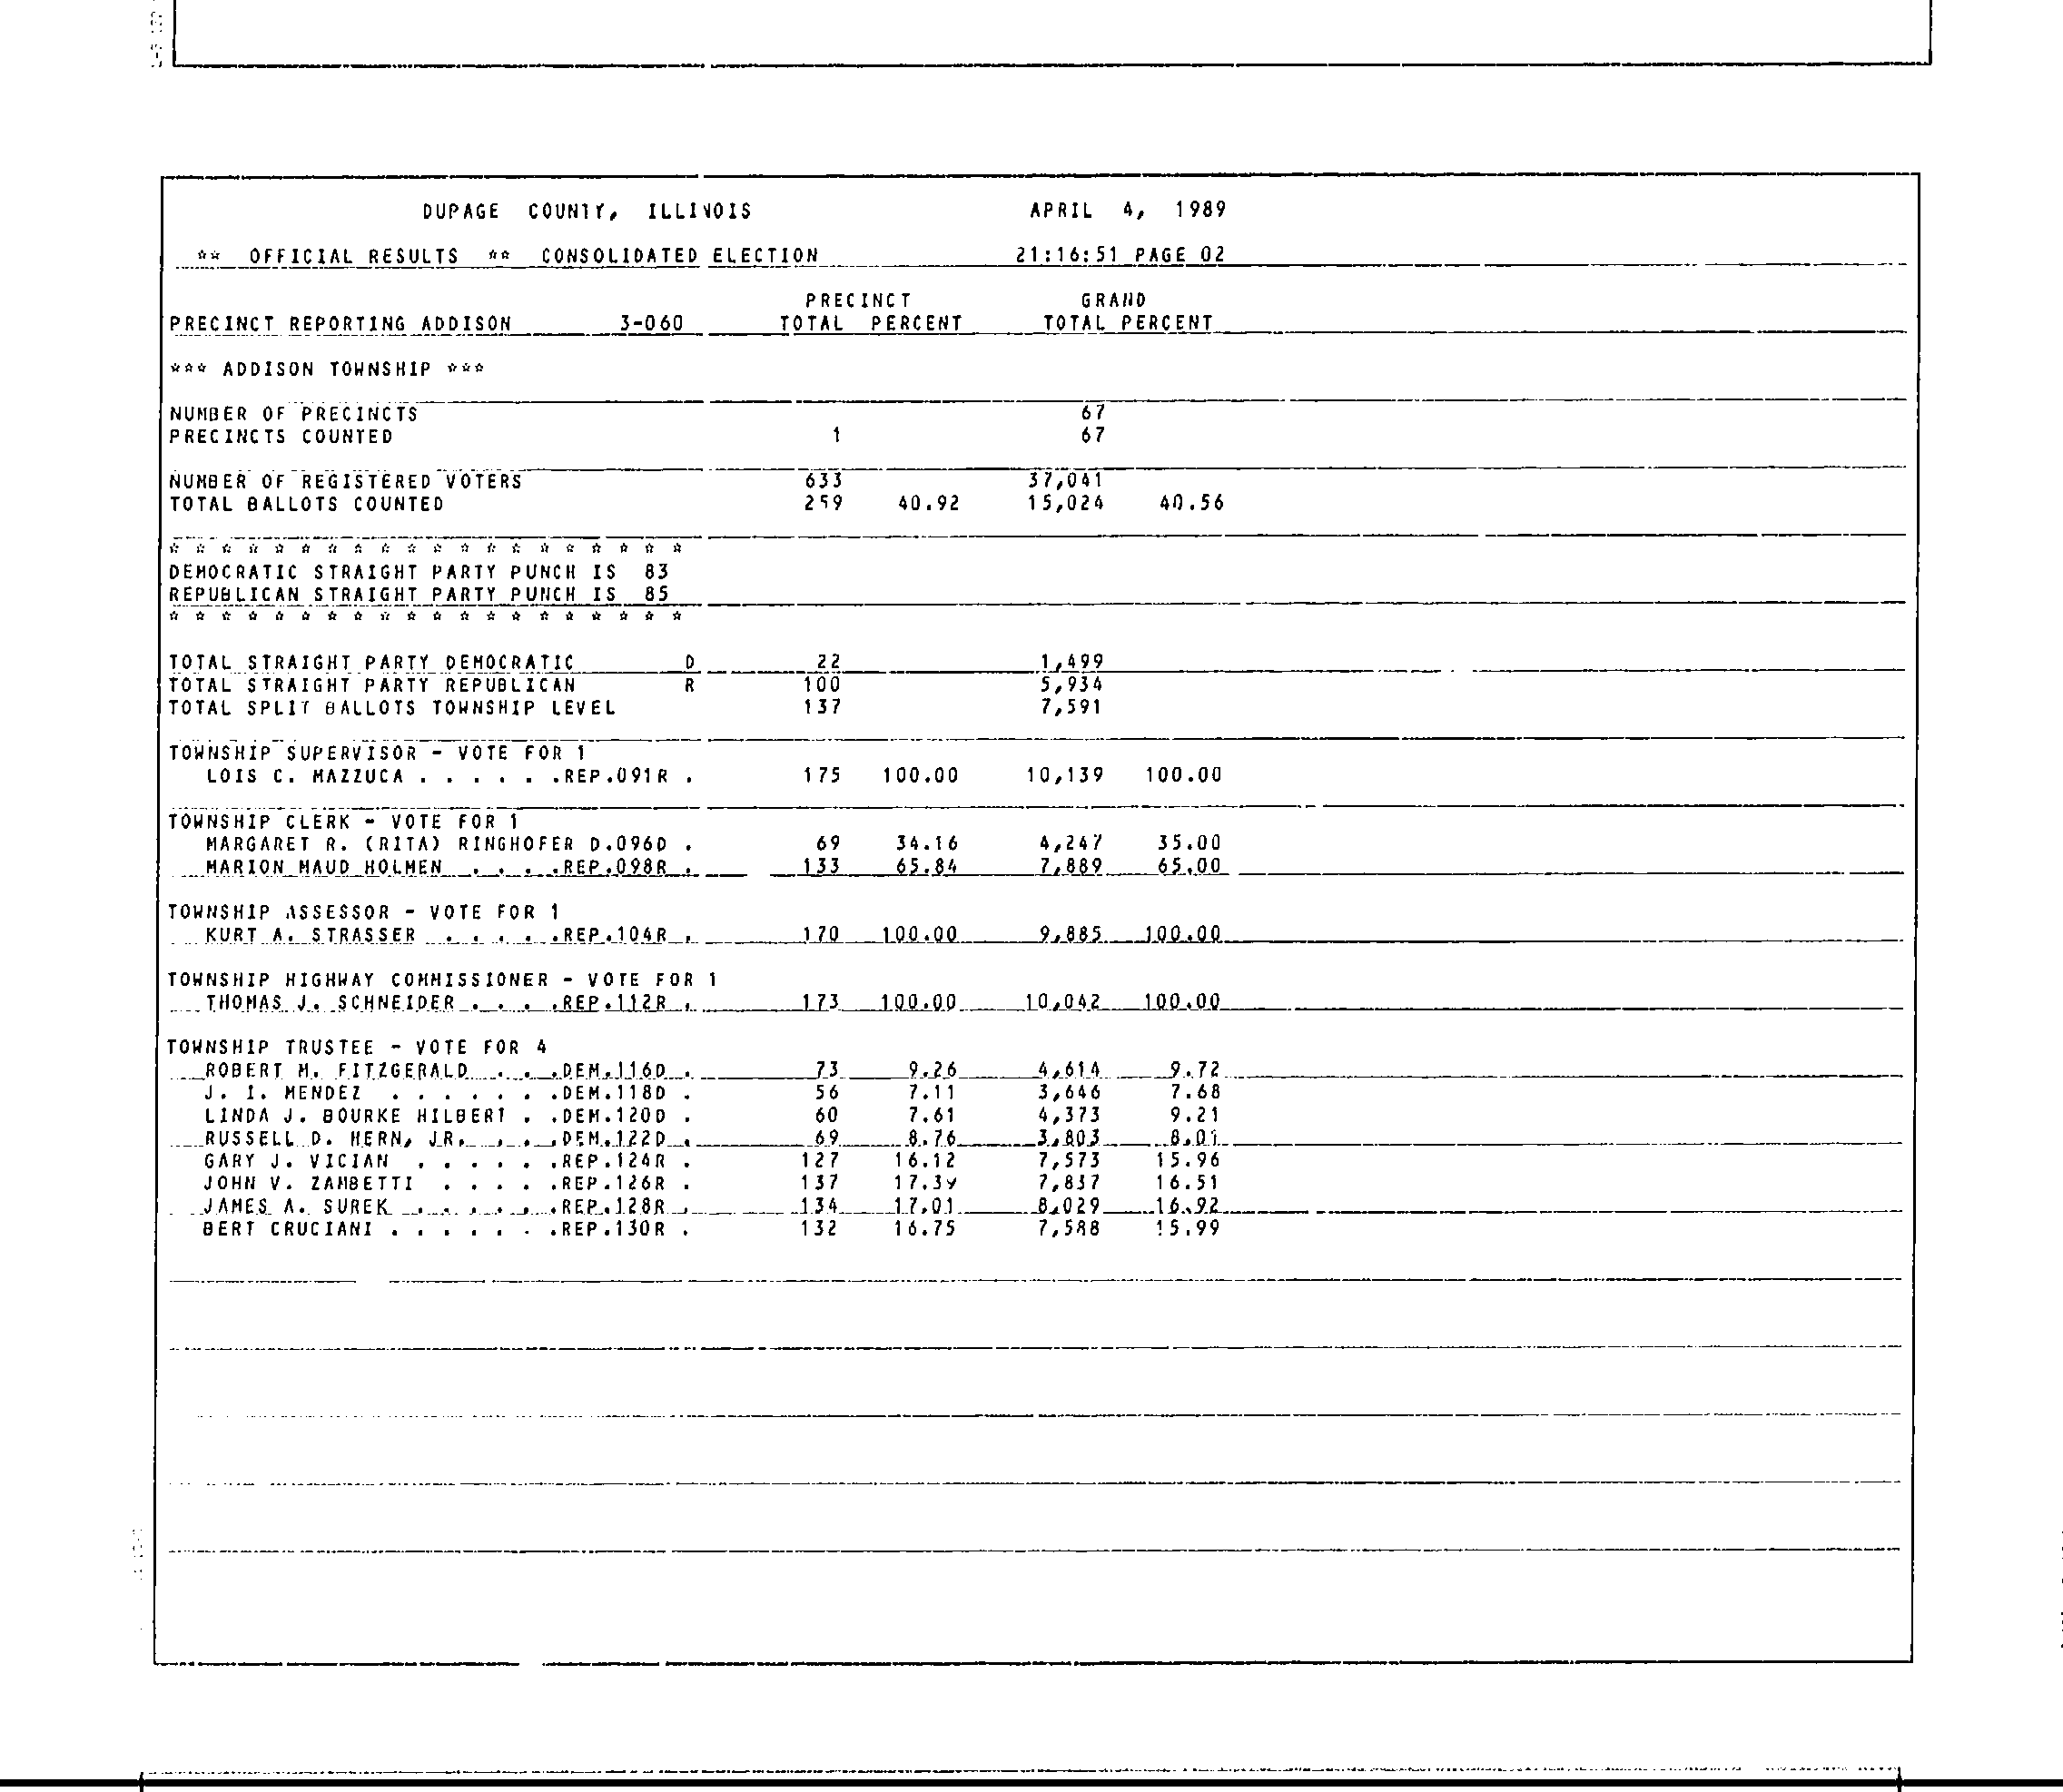 DUPAGE COUNTY, ILLINOIS APRIL 4, 1989
** OFFICIAL RESULTS ** CONSOLIDATED ELECTION 21:16:51 PAGE 02
PRECINCT GRAND
PRECINCT REPORTING ADDISON 3-060 TOTAL PERCENT TOTAL PERCENT
*** ADDISON TOWNSHIP ***
NUMBER OF PRECINCTS 67
PRECINCTS COUNTED 1 67
NUMBER OF REGISTERED VOTERS 633 37,041
TOTAL BALLOTS COUNTED 259 40.92 15,024 40.56
* * * * * * * * * * * * * * * * * * * *
DEMOCRATIC STRAIGHT PARTY PUNCH IS 83
REPUBLICAN STRAIGHT PARTY PUNCH IS 85
* * * * * * * * * * * * * * * * * * * *
TOTAL STRAIGHT PARTY DEMOCRATIC D 22 1,499
TOTAL STRAIGHT PARTY REPUBLICAN R 100 5,934
TOTAL SPLIT BALLOTS TOWNSHIP LEVEL 137 7,591
TOWNSHIP SUPERVISOR - VOTE FOR 1
LOIS C. MAZZUCA . . . . . .REP.091R . 175 100.00 10,139 100.00
TOWNSHIP CLERK - VOTE FOR 1
MARGARET R. (RITA) RINGHOFER D.096D . 69 34.16 4,247 35.00
MARION MAUD HOLMEN . . . .REP.098R . 133 65.84 7,889 65.00
TOWNSHIP ASSESSOR - VOTE FOR 1
KURT A. STRASSER . . . . .REP.104R . 170 100.00 9,885 100.00
TOWNSHIP HIGHWAY COMMISSIONER - VOTE FOR 1
THOMAS J. SCHNEIDER . . . .REP.112R . 173 100.00 10,042 100.00
TOWNSHIP TRUSTEE - VOTE FOR 4
ROBERT M. FITZGERALD . . .DEM.116D . 73 9.26 4,614 9.72
J. I. MENDEZ . . . . . . .DEM.118D . 56 7.11 3,646 7.68
LINDA J. BOURKE HILBERT . .DEM.120D . 60 7.61 4,373 9.21
RUSSELL D. HERN, JR. . . .DEM.122D . 69 8.76 3,803 8.01
GARY J. VICIAN . . . . . .REP.124R . 127 16.12 7,573 15.96
JOHN V. ZAMBETTI . . . . .REP.126R . 137 17.39 7,837 16.51
JAMES A. SUREK . . . . . .REP.128R . 134 17.01 8,029 16.92
BERT CRUCIANI . . . . . . .REP.130R . 132 16.75 7,588 15.99